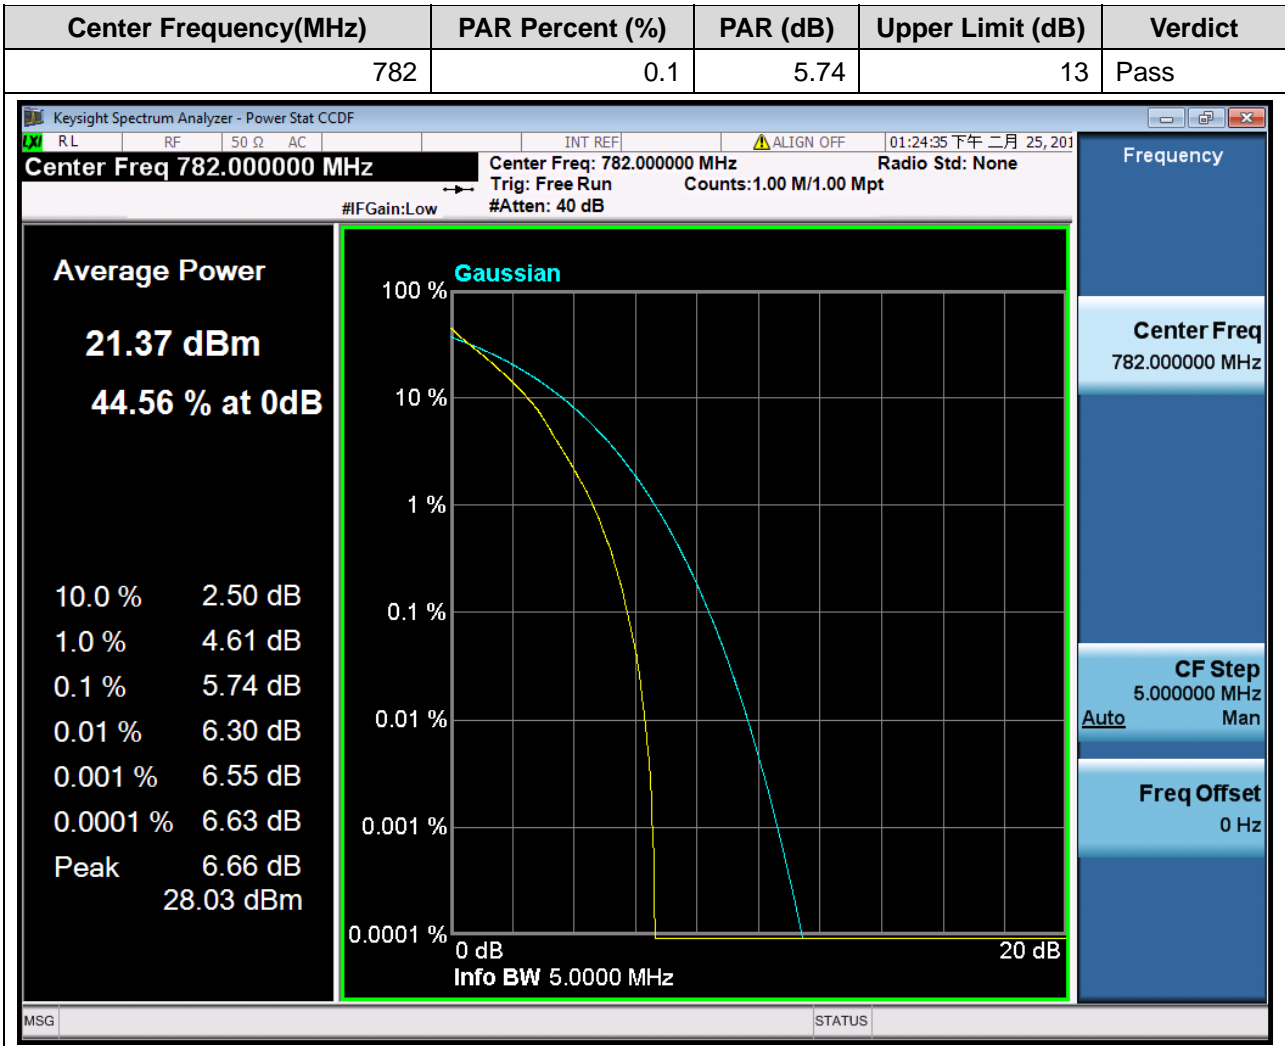 Center Frequency(MHz) PAR Percent (%) PAR (dB) Upper Limit (dB) Verdict
782 0.1 5.74 13 Pass
Keysight Spectrum Analyzer - Power Stat CCDF
LXI RL RF 50 Ω AC INT REF ALIGN OFF 01:24:35 下午 二月 25, 201
Center Freq 782.000000 MHz
Center Freq: 782.000000 MHz Radio Std: None
Trig: Free Run Counts:1.00 M/1.00 Mpt
#IFGain:Low #Atten: 40 dB
Frequency
Average Power
21.37 dBm
44.56 % at 0dB
10.0 % 2.50 dB
1.0 % 4.61 dB
0.1 % 5.74 dB
0.01 % 6.30 dB
0.001 % 6.55 dB
0.0001 % 6.63 dB
Peak 6.66 dB
28.03 dBm
Gaussian
100 %
10 %
1 %
0.1 %
0.01 %
0.001 %
0.0001 %
0 dB 20 dB
Info BW 5.0000 MHz
Center Freq
782.000000 MHz
CF Step
5.000000 MHz
Auto Man
Freq Offset
0 Hz
MSG STATUS